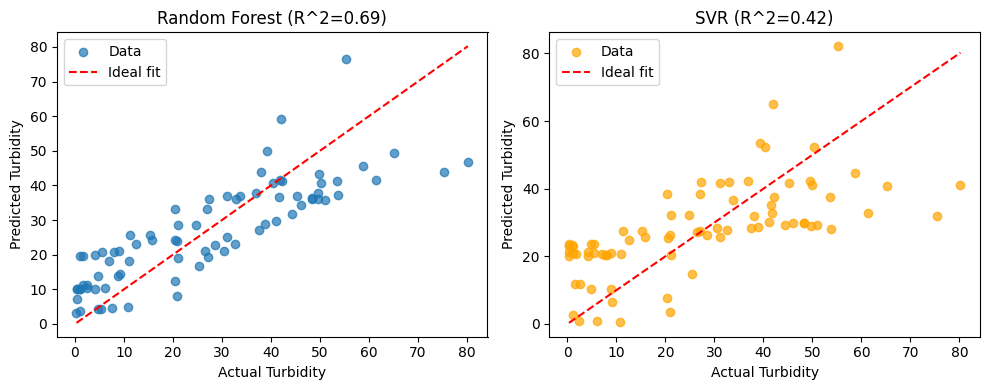 Random Forest (R^2=0.69)
Data
Ideal fit
80
70
60
50
40
30
20
10
0
Predicted Turbidity
0 10 20 30 40 50 60 70 80
Actual Turbidity
SVR (R^2=0.42)
Data
Ideal fit
80
60
40
20
0
Predicted Turbidity
0 10 20 30 40 50 60 70 80
Actual Turbidity